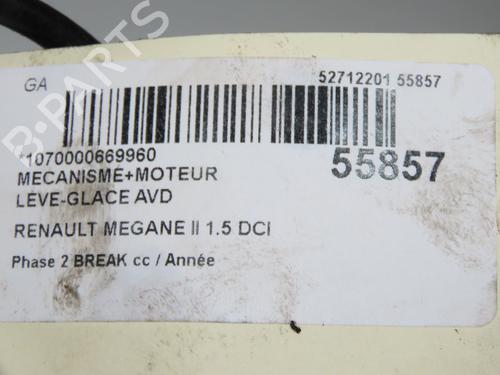 GA
52712201 55857
1070000669960
55857
MECANISME+MOTEUR
LEVE-GLACE AVD
RENAULT MEGANE II 1.5 DCI
Phase 2 BREAK cc / Année
B-PARTS